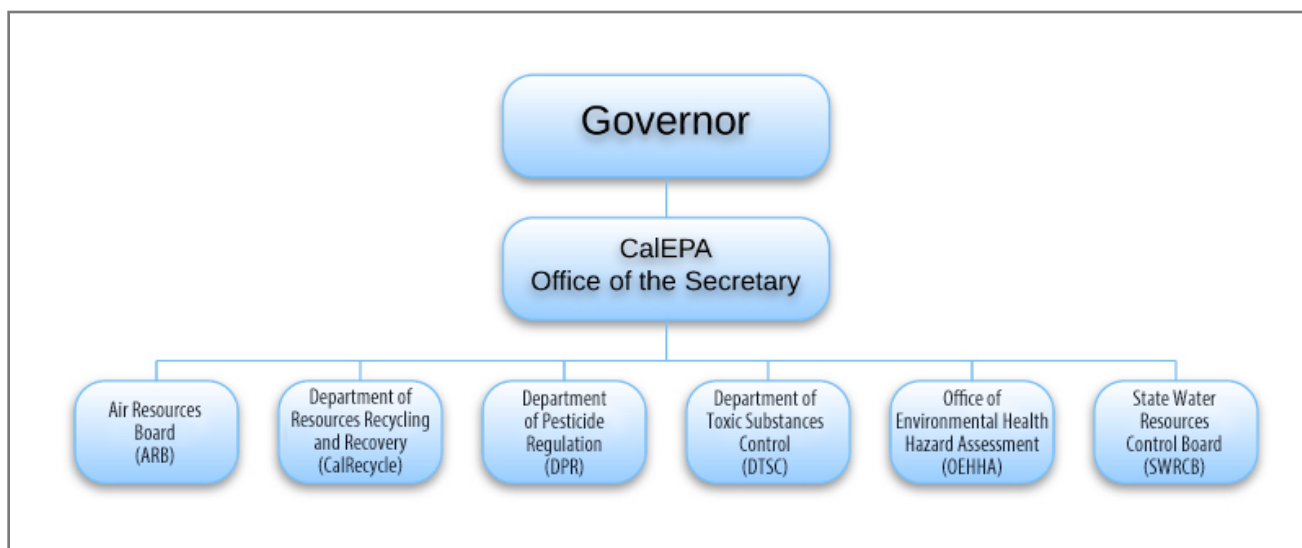 Governor
CalEPA
Office of the Secretary
Air Resources
Board
(ARB)
Department of
Resources Recycling
and Recovery
(CalRecycle)
Department
of Pesticide
Regulation
(DPR)
Department of
Toxic Substances
Control
(DTSC)
Office of
Environmental Health
Hazard Assessment
(OEHHA)
State Water
Resources
Control Board
(SWRCB)